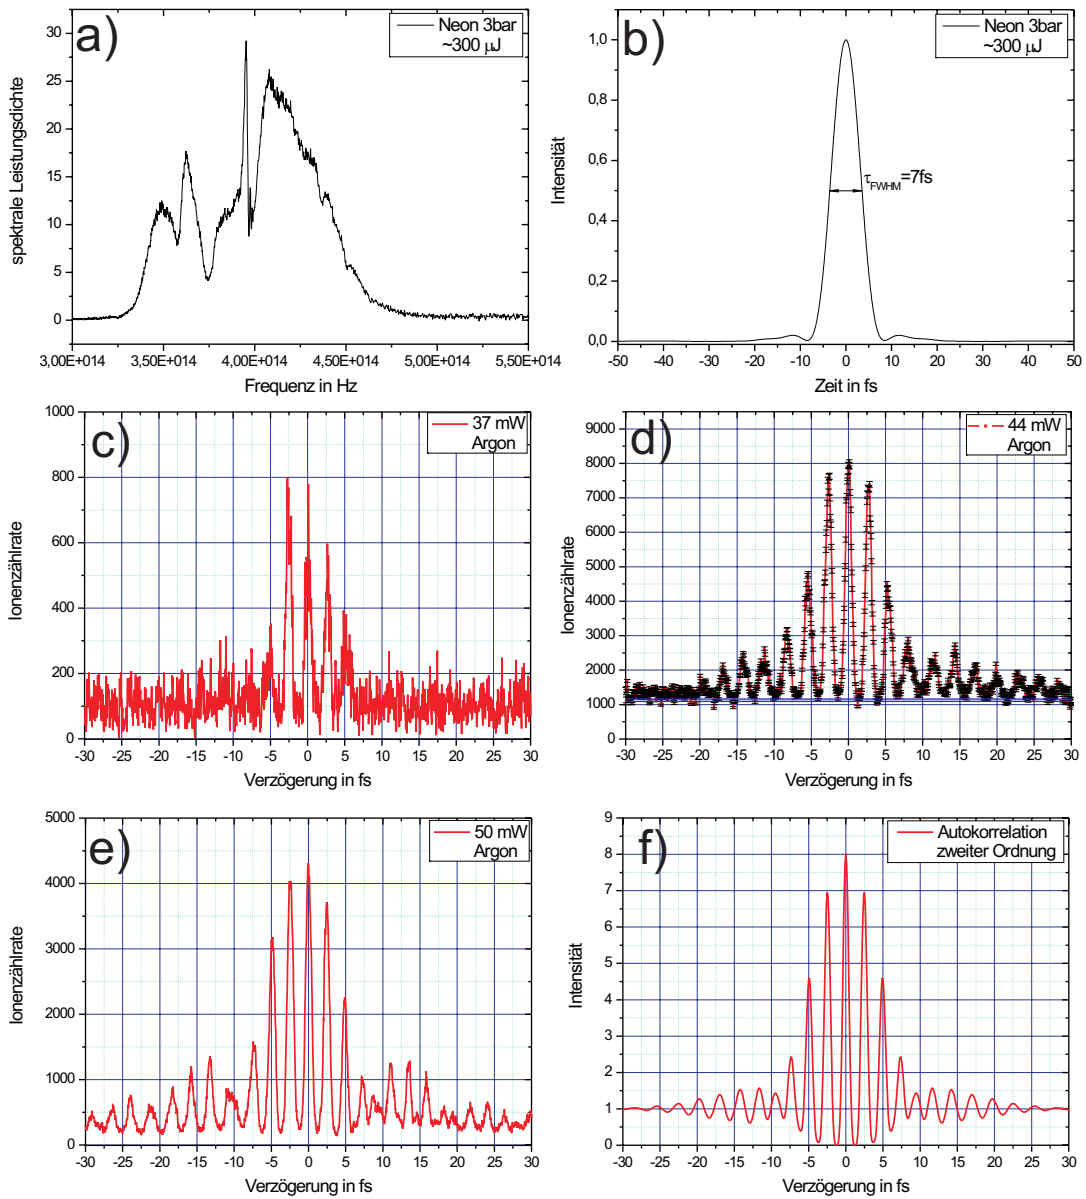 a)
Neon 3bar
~300 µJ
spektrale Leistungsdichte
30
25
20
15
10
5
0
3,00E+014 3,50E+014 4,00E+014 4,50E+014 5,00E+014 5,50E+014
Frequenz in Hz
b)
Neon 3bar
~300 µJ
Intensität
1,0
0,8
0,6
0,4
0,2
0,0
τFWHM=7fs
-50 -40 -30 -20 -10 0 10 20 30 40 50
Zeit in fs
c)
37 mW
Argon
Ionenzählrate
1000
800
600
400
200
0
-30 -25 -20 -15 -10 -5 0 5 10 15 20 25 30
Verzögerung in fs
d)
44 mW
Argon
Ionenzählrate
9000
8000
7000
6000
5000
4000
3000
2000
1000
0
-30 -25 -20 -15 -10 -5 0 5 10 15 20 25 30
Verzögerung in fs
e)
50 mW
Argon
Ionenzählrate
5000
4000
3000
2000
1000
0
-30 -25 -20 -15 -10 -5 0 5 10 15 20 25 30
Verzögerung in fs
f)
Autokorrelation
zweiter Ordnung
Intensität
9
8
7
6
5
4
3
2
1
0
-30 -25 -20 -15 -10 -5 0 5 10 15 20 25 30
Verzögerung in fs